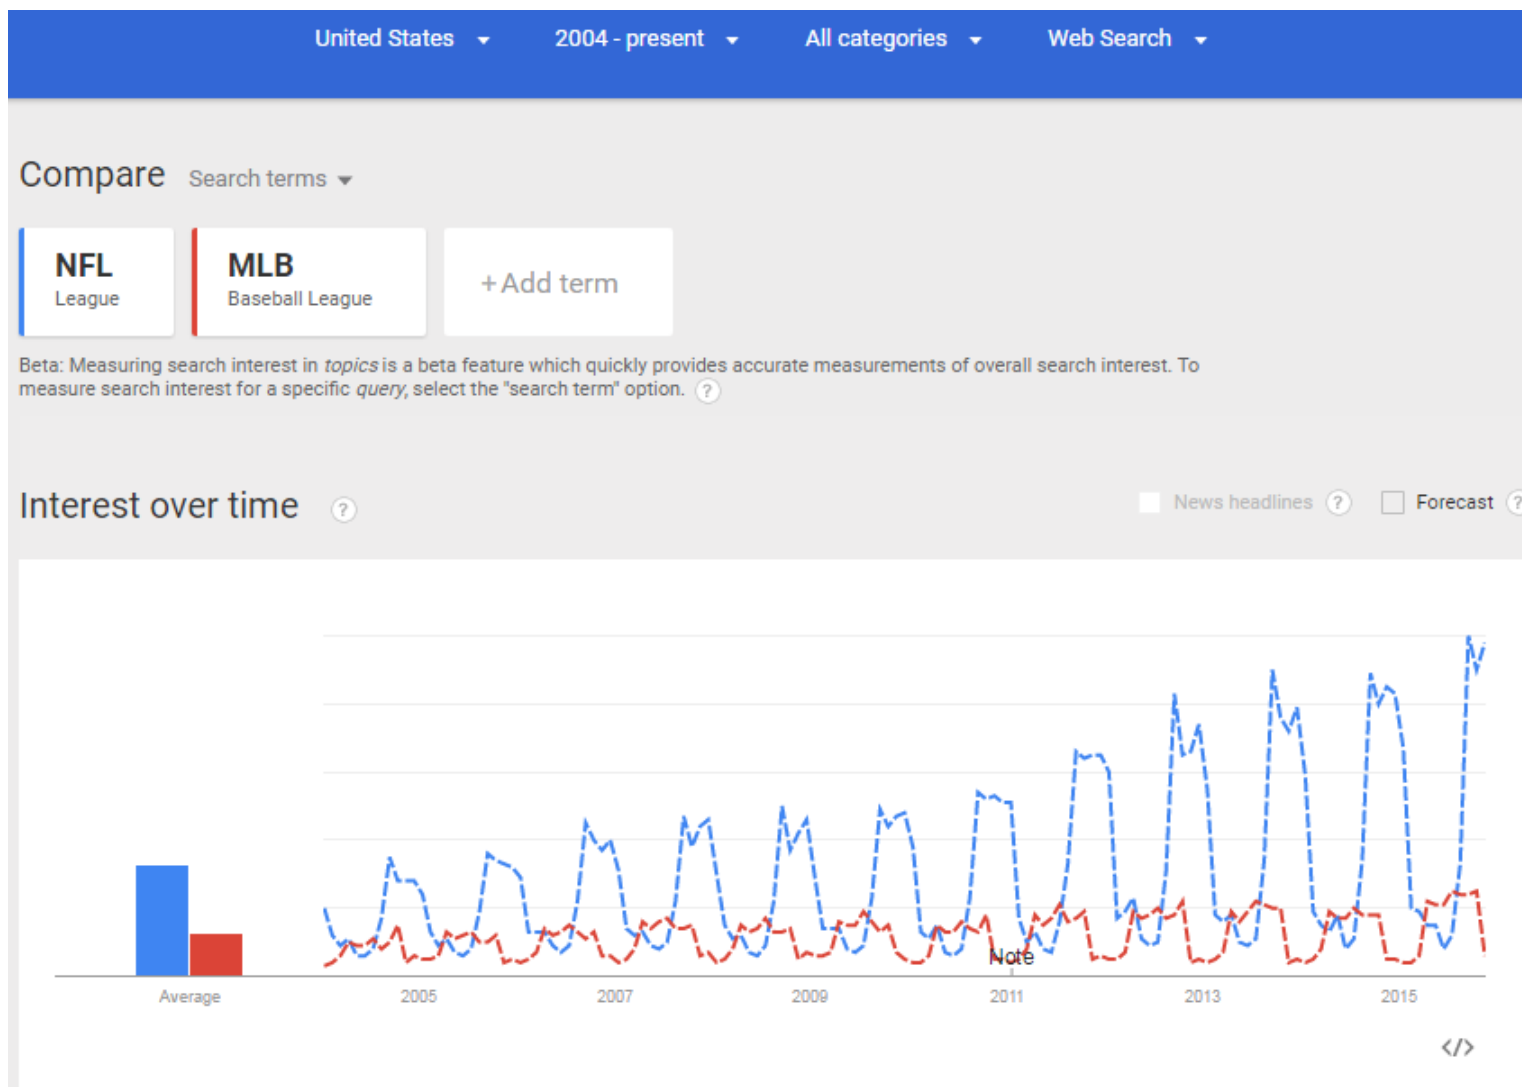 United States 2004 - present All categories Web Search
Compare Search terms
NFL
League
MLB
Baseball League
+Add term
Beta: Measuring search interest in topics is a beta feature which quickly provides accurate measurements of overall search interest. To
measure search interest for a specific query, select the "search term" option. ?
Interest over time ?
News headlines ? Forecast ?
Note
Average 2005 2007 2009 2011 2013 2015
</>